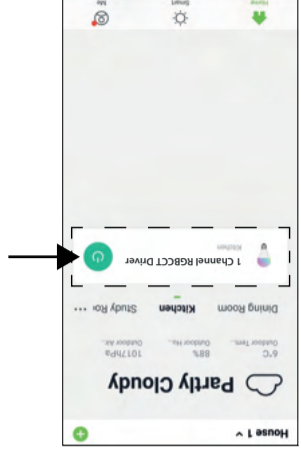 House 1
Partly Cloudy
6°C 88% 1017hPa
Outdoor Tem... Outdoor Hu... Outdoor Air...
Dining Room Kitchen Study Roo ...
1 Channel RGBCCT Driver
Kitchen
Home Smart Me